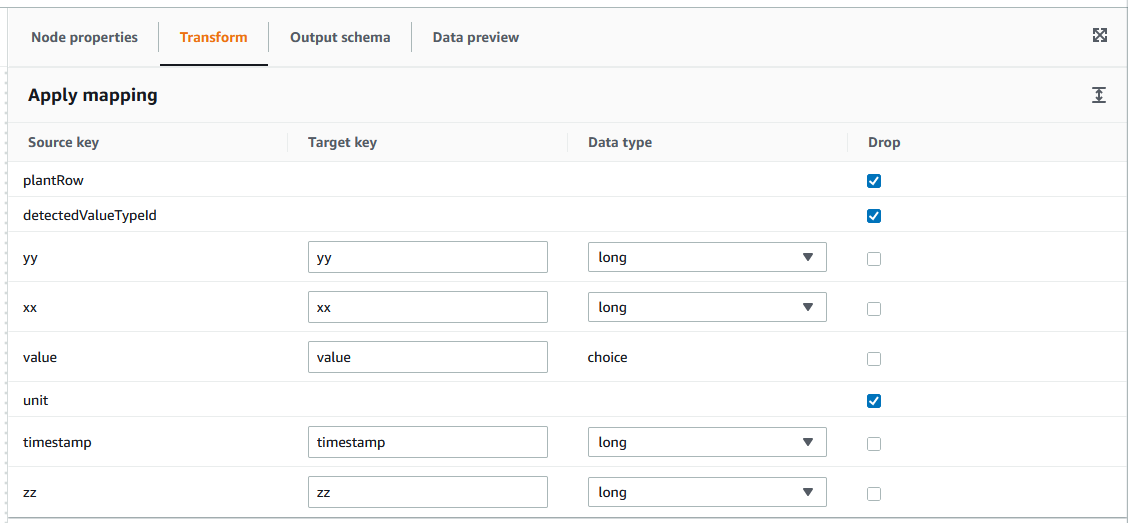 Node properties Transform Output schema Data preview
Apply mapping
Source key Target key Data type Drop
plantRow
detectedValueTypeId
yy yy long
xx xx long
value value choice
unit
timestamp timestamp long
zz zz long